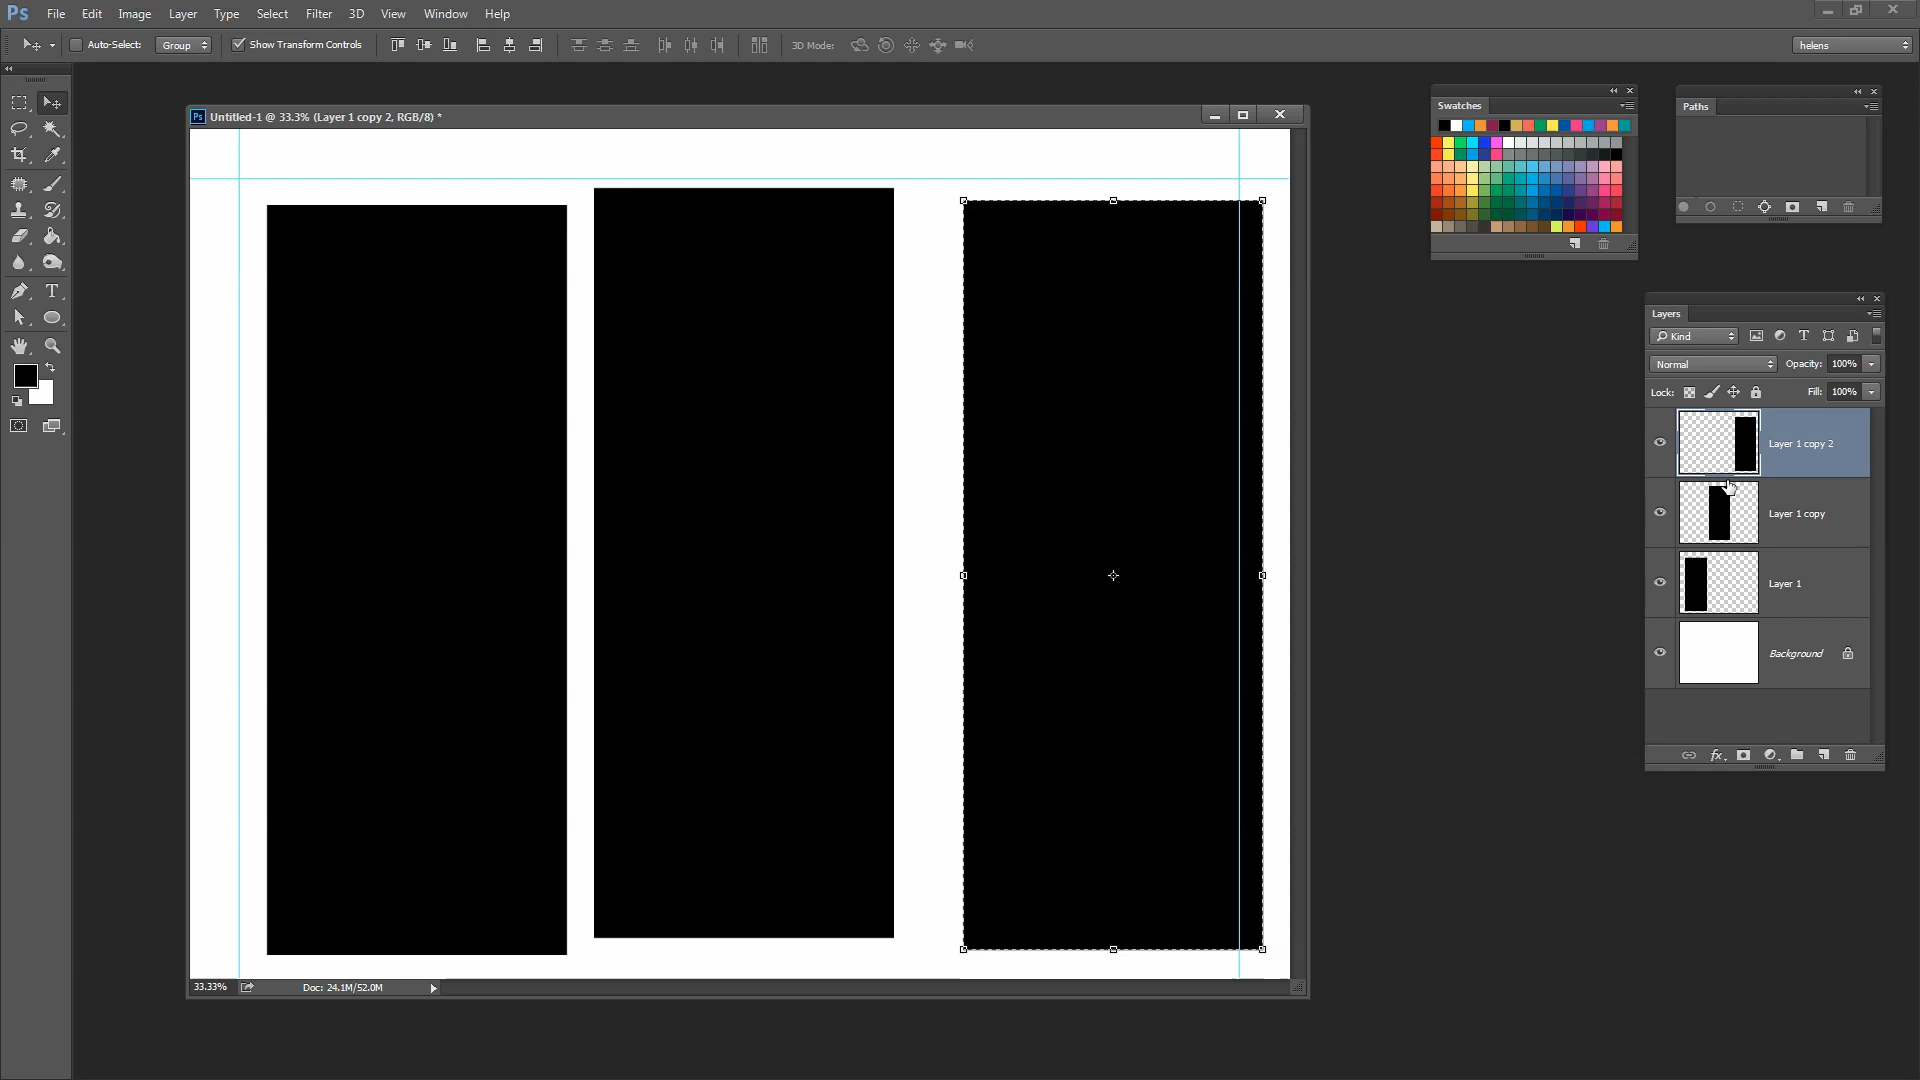 Ps File Edit Image Layer Type Select Filter 3D View Window Help
Auto-Select: Group Show Transform Controls 3D Mode: helens
Ps Untitled-1 @ 33.3% (Layer 1 copy 2, RGB/8) *
Swatches
Paths
Layers
Kind
Normal Opacity: 100%
Lock: Fill: 100%
Layer 1 copy 2
Layer 1 copy
Layer 1
Background
fx
T
33.33% Doc: 24.1M/52.0M